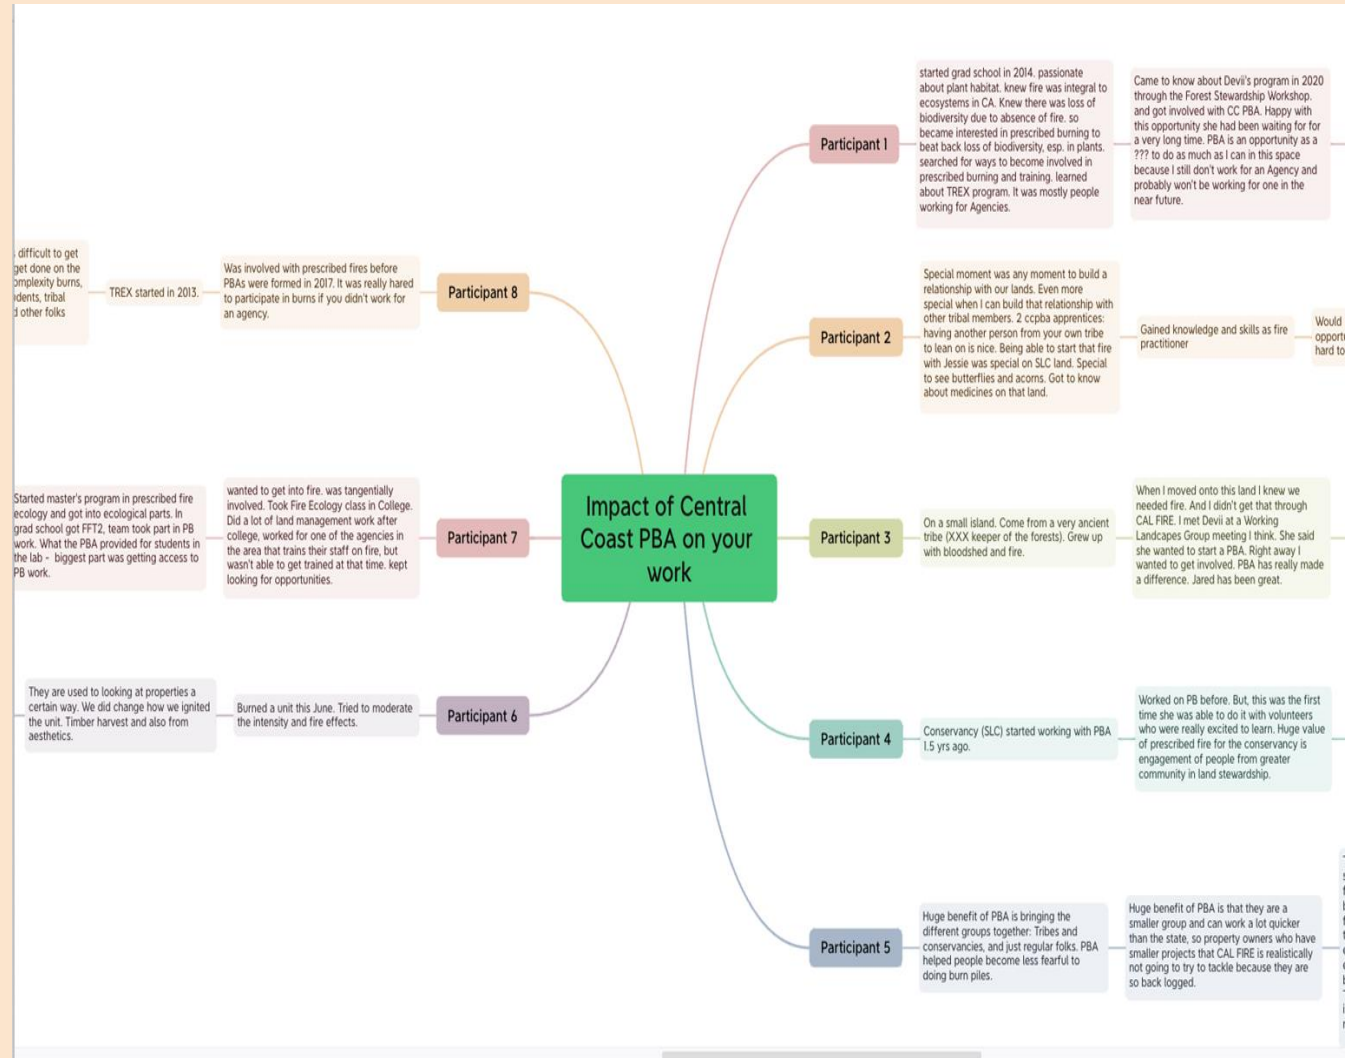 Impact of Central
Coast PBA on your
work
Participant 1
started grad school in 2014. passionate
about plant habitat. knew fire was integral to
ecosystems in CA. Knew there was loss of
biodiversity due to absence of fire. so
became interested in prescribed burning to
beat back loss of biodiversity, esp. in plants.
searched for ways to become involved in
prescribed burning and training. learned
about TREX program. It was mostly people
working for Agencies.
Came to know about Devii's program in 2020
through the Forest Stewardship Workshop.
and got involved with CC PBA. Happy with
this opportunity she had been waiting for for
a very long time. PBA is an opportunity as a
??? to do as much as I can in this space
because I still don't work for an Agency and
probably won't be working for one in the
near future.
Participant 2
Special moment was any moment to build a
relationship with our lands. Even more
special when I can build that relationship with
other tribal members. 2 ccpba apprentices:
having another person from your own tribe
to lean on is nice. Being able to start that fire
with Jessie was special on SLC land. Special
to see butterflies and acorns. Got to know
about medicines on that land.
Gained knowledge and skills as fire
practitioner
Would
hard to
Participant 3
On a small island. Come from a very ancient
tribe (XXX keeper of the forests). Grew up
with bloodshed and fire.
When I moved onto this land I knew we
needed fire. And I didn't get that through
CAL FIRE. I met Devii at a Working
Landscapes Group meeting I think. She said
she wanted to start a PBA. Right away I
wanted to get involved. PBA has really made
a difference. Jared has been great.
Participant 4
Conservancy (SLC) started working with PBA
1.5 yrs ago.
Worked on PB before. But, this was the first
time she was able to do it with volunteers
who were really excited to learn. Huge value
of prescribed fire for the conservancy is
engagement of people from greater
community in land stewardship.
Participant 5
Huge benefit of PBA is bringing the
different groups together: Tribes and
conservancies, and just regular folks. PBA
helped people become less fearful to
doing burn piles.
Huge benefit of PBA is that they are a
smaller group and can work a lot quicker
than the state, so property owners who have
smaller projects that CAL FIRE is realistically
not going to try to tackle because they are
so back logged.
Participant 8
Was involved with prescribed fires before
PBAs were formed in 2017. It was really hard
to participate in burns if you didn't work for
an agency.
TREX started in 2013.
difficult to get
get done on the
burns,
tribal
other folks
Participant 7
wanted to get into fire. was tangentially
involved. Took Fire Ecology class in College.
Did a lot of land management work after
college, worked for one of the agencies in
the area that trains their staff on fire, but
wasn't able to get trained at that time. kept
looking for opportunities.
Started master's program in prescribed fire
ecology and got into ecological parts. In
grad school got FFT2, team took part in PB
work. What the PBA provided for students in
the lab - biggest part was getting access to
PB work.
Participant 6
Burned a unit this June. Tried to moderate
the intensity and fire effects.
They are used to looking at properties a
certain way. We did change how we ignited
the unit. Timber harvest and also from
aesthetics.